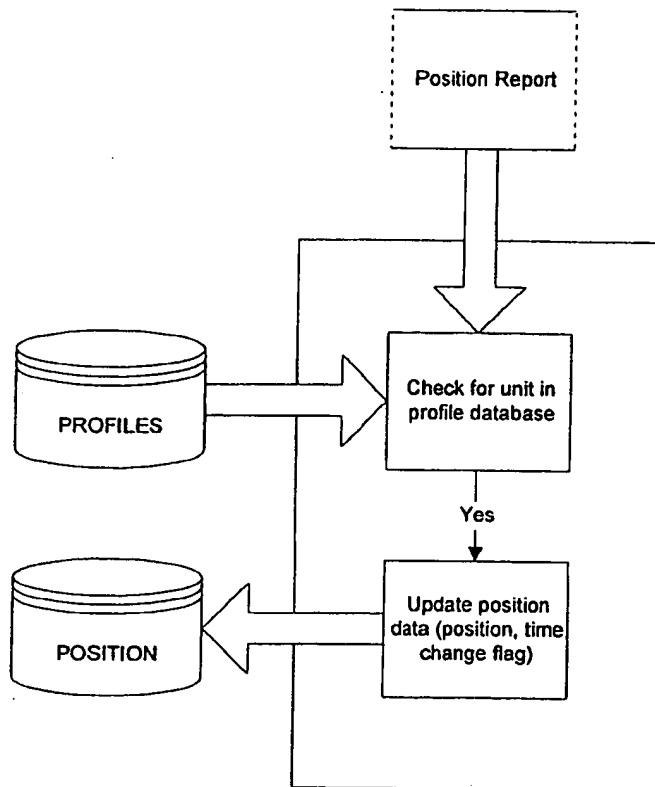 Position Report
PROFILES
Check for unit in
profile database
Yes
POSITION
Update position
data (position, time
change flag)